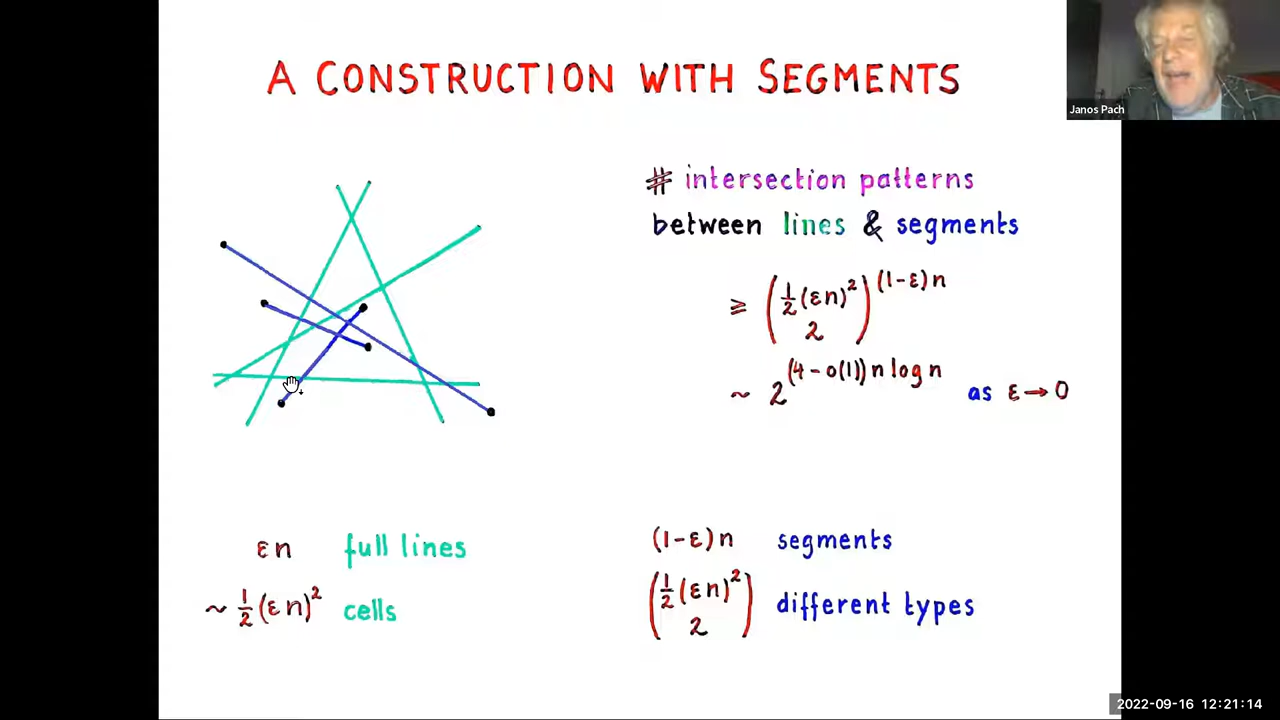 A CONSTRUCTION WITH SEGMENTS
Janos Pach
# intersection patterns
between lines & segments
≥ (½(εn)² 2)^(1-ε)n
~ 2^(4-o(1)) n log n as ε→0
εn full lines
~ ½(εn)² cells
(1-ε)n segments
(½(εn)² 2) different types
2022-09-16 12:21:14